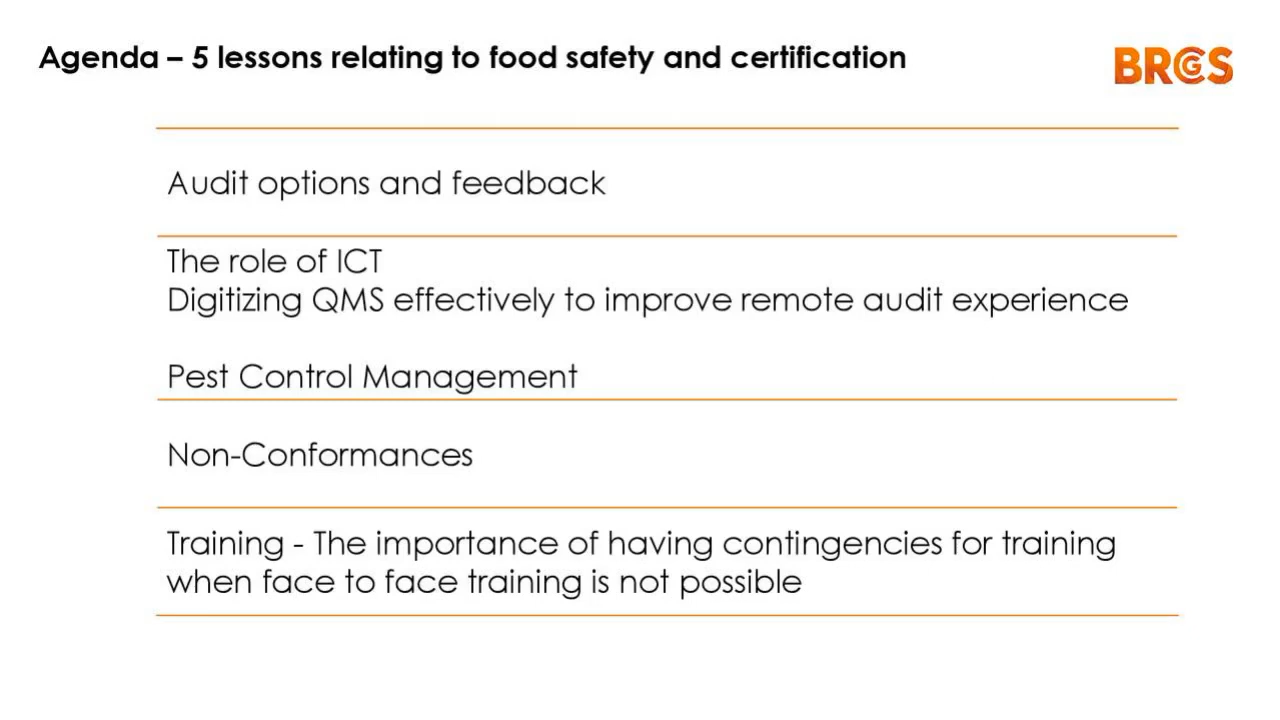 Agenda – 5 lessons relating to food safety and certification
BRCGS
Audit options and feedback
The role of ICT
Digitizing QMS effectively to improve remote audit experience
Pest Control Management
Non-Conformances
Training - The importance of having contingencies for training
when face to face training is not possible